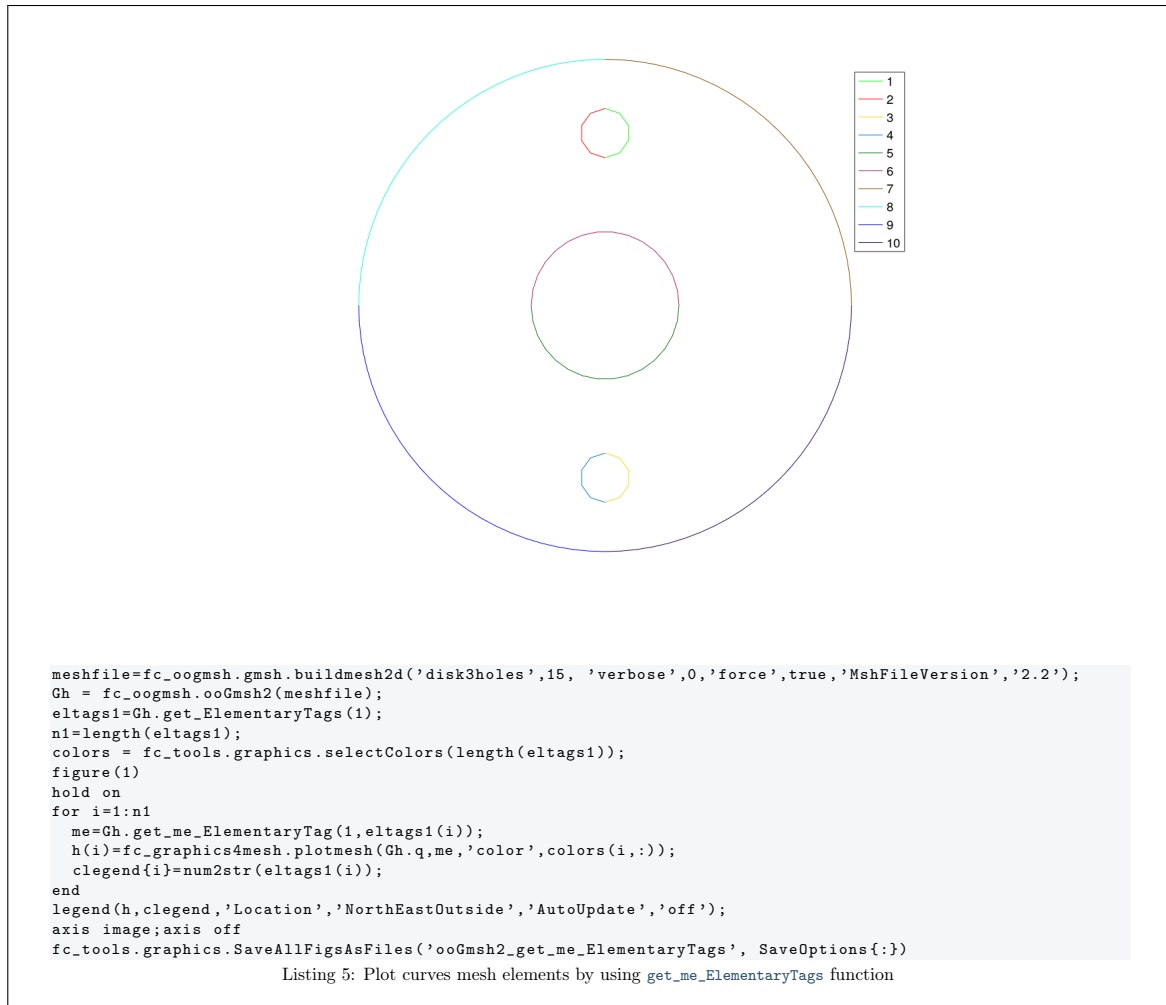 1
2
3
4
5
6
7
8
9
10
meshfile=fc_oogmsh.gmsh.buildmesh2d('disk3holes',15, 'verbose',0,'force',true,'MshFileVersion','2.2');
Gh = fc_oogmsh.ooGmsh2(meshfile);
eltags1=Gh.get_ElementaryTags(1);
n1=length(eltags1);
colors = fc_tools.graphics.selectColors(length(eltags1));
figure(1)
hold on
for i=1:n1
  me=Gh.get_me_ElementaryTag(1,eltags1(i));
  h(i)=fc_graphics4mesh.plotmesh(Gh.q,me,'color',colors(i,:));
  clegend{i}=num2str(eltags1(i));
end
legend(h,clegend,'Location','NorthEastOutside','AutoUpdate','off');
axis image;axis off
fc_tools.graphics.SaveAllFigsAsFiles('ooGmsh2_get_me_ElementaryTags', SaveOptions{:})
Listing 5: Plot curves mesh elements by using get_me_ElementaryTags function